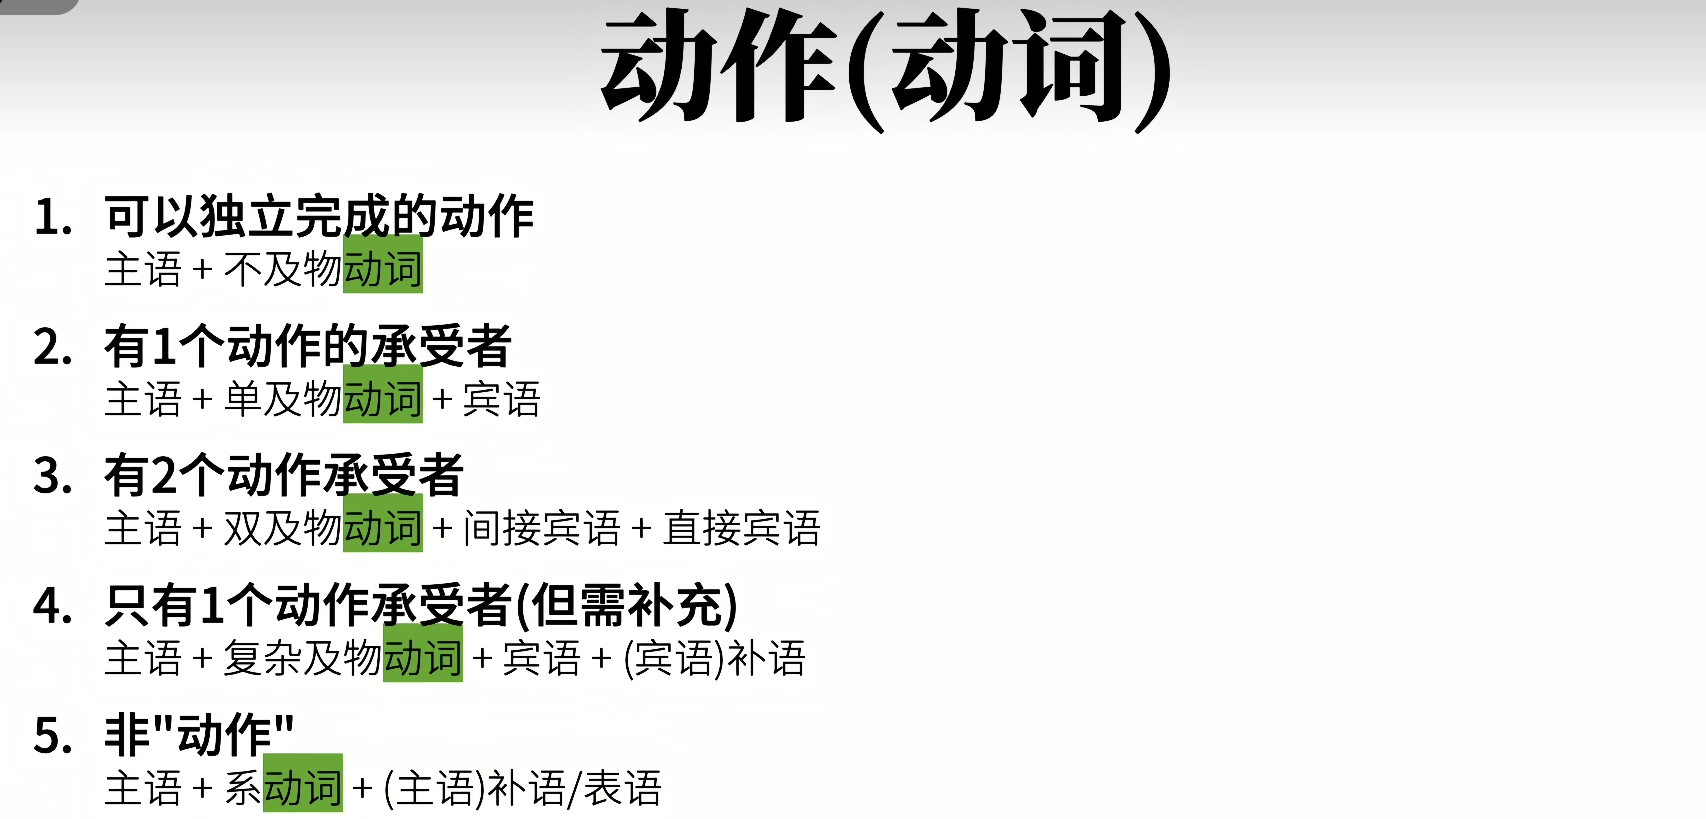 动作(动词)
1. 可以独立完成的动作
主语 + 不及物动词
2. 有1个动作的承受者
主语 + 单及物动词 + 宾语
3. 有2个动作承受者
主语 + 双及物动词 + 间接宾语 + 直接宾语
4. 只有1个动作承受者(但需补充)
主语 + 复杂及物动词 + 宾语 + (宾语)补语
5. 非"动作"
主语 + 系动词 + (主语)补语/表语